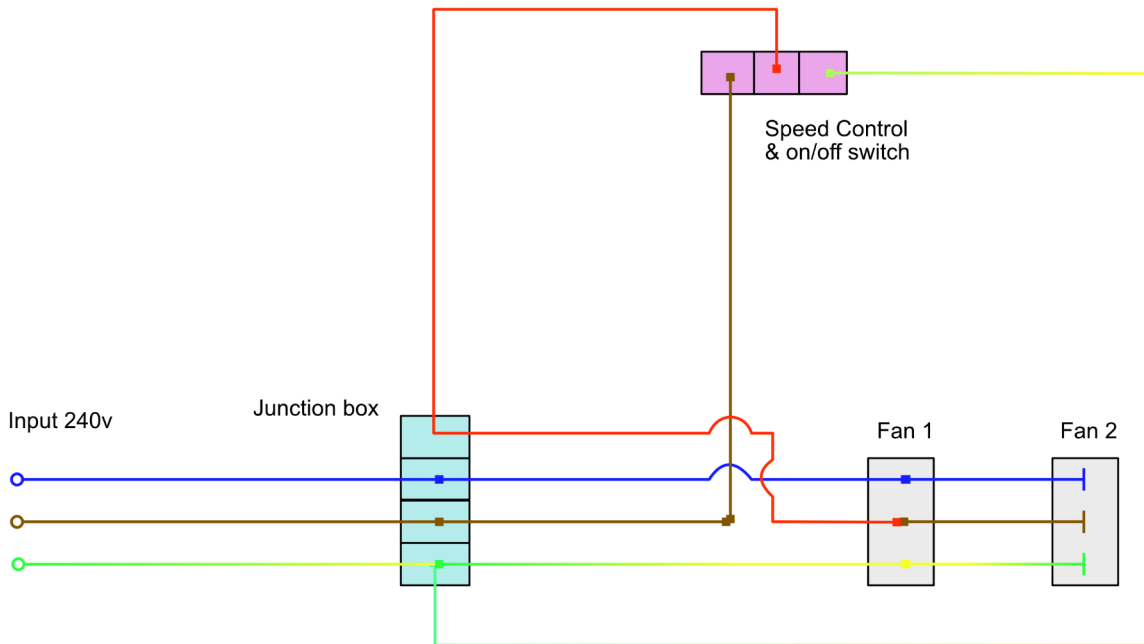 Speed Control
& on/off switch
Junction box
Input 240v
Fan 1
Fan 2